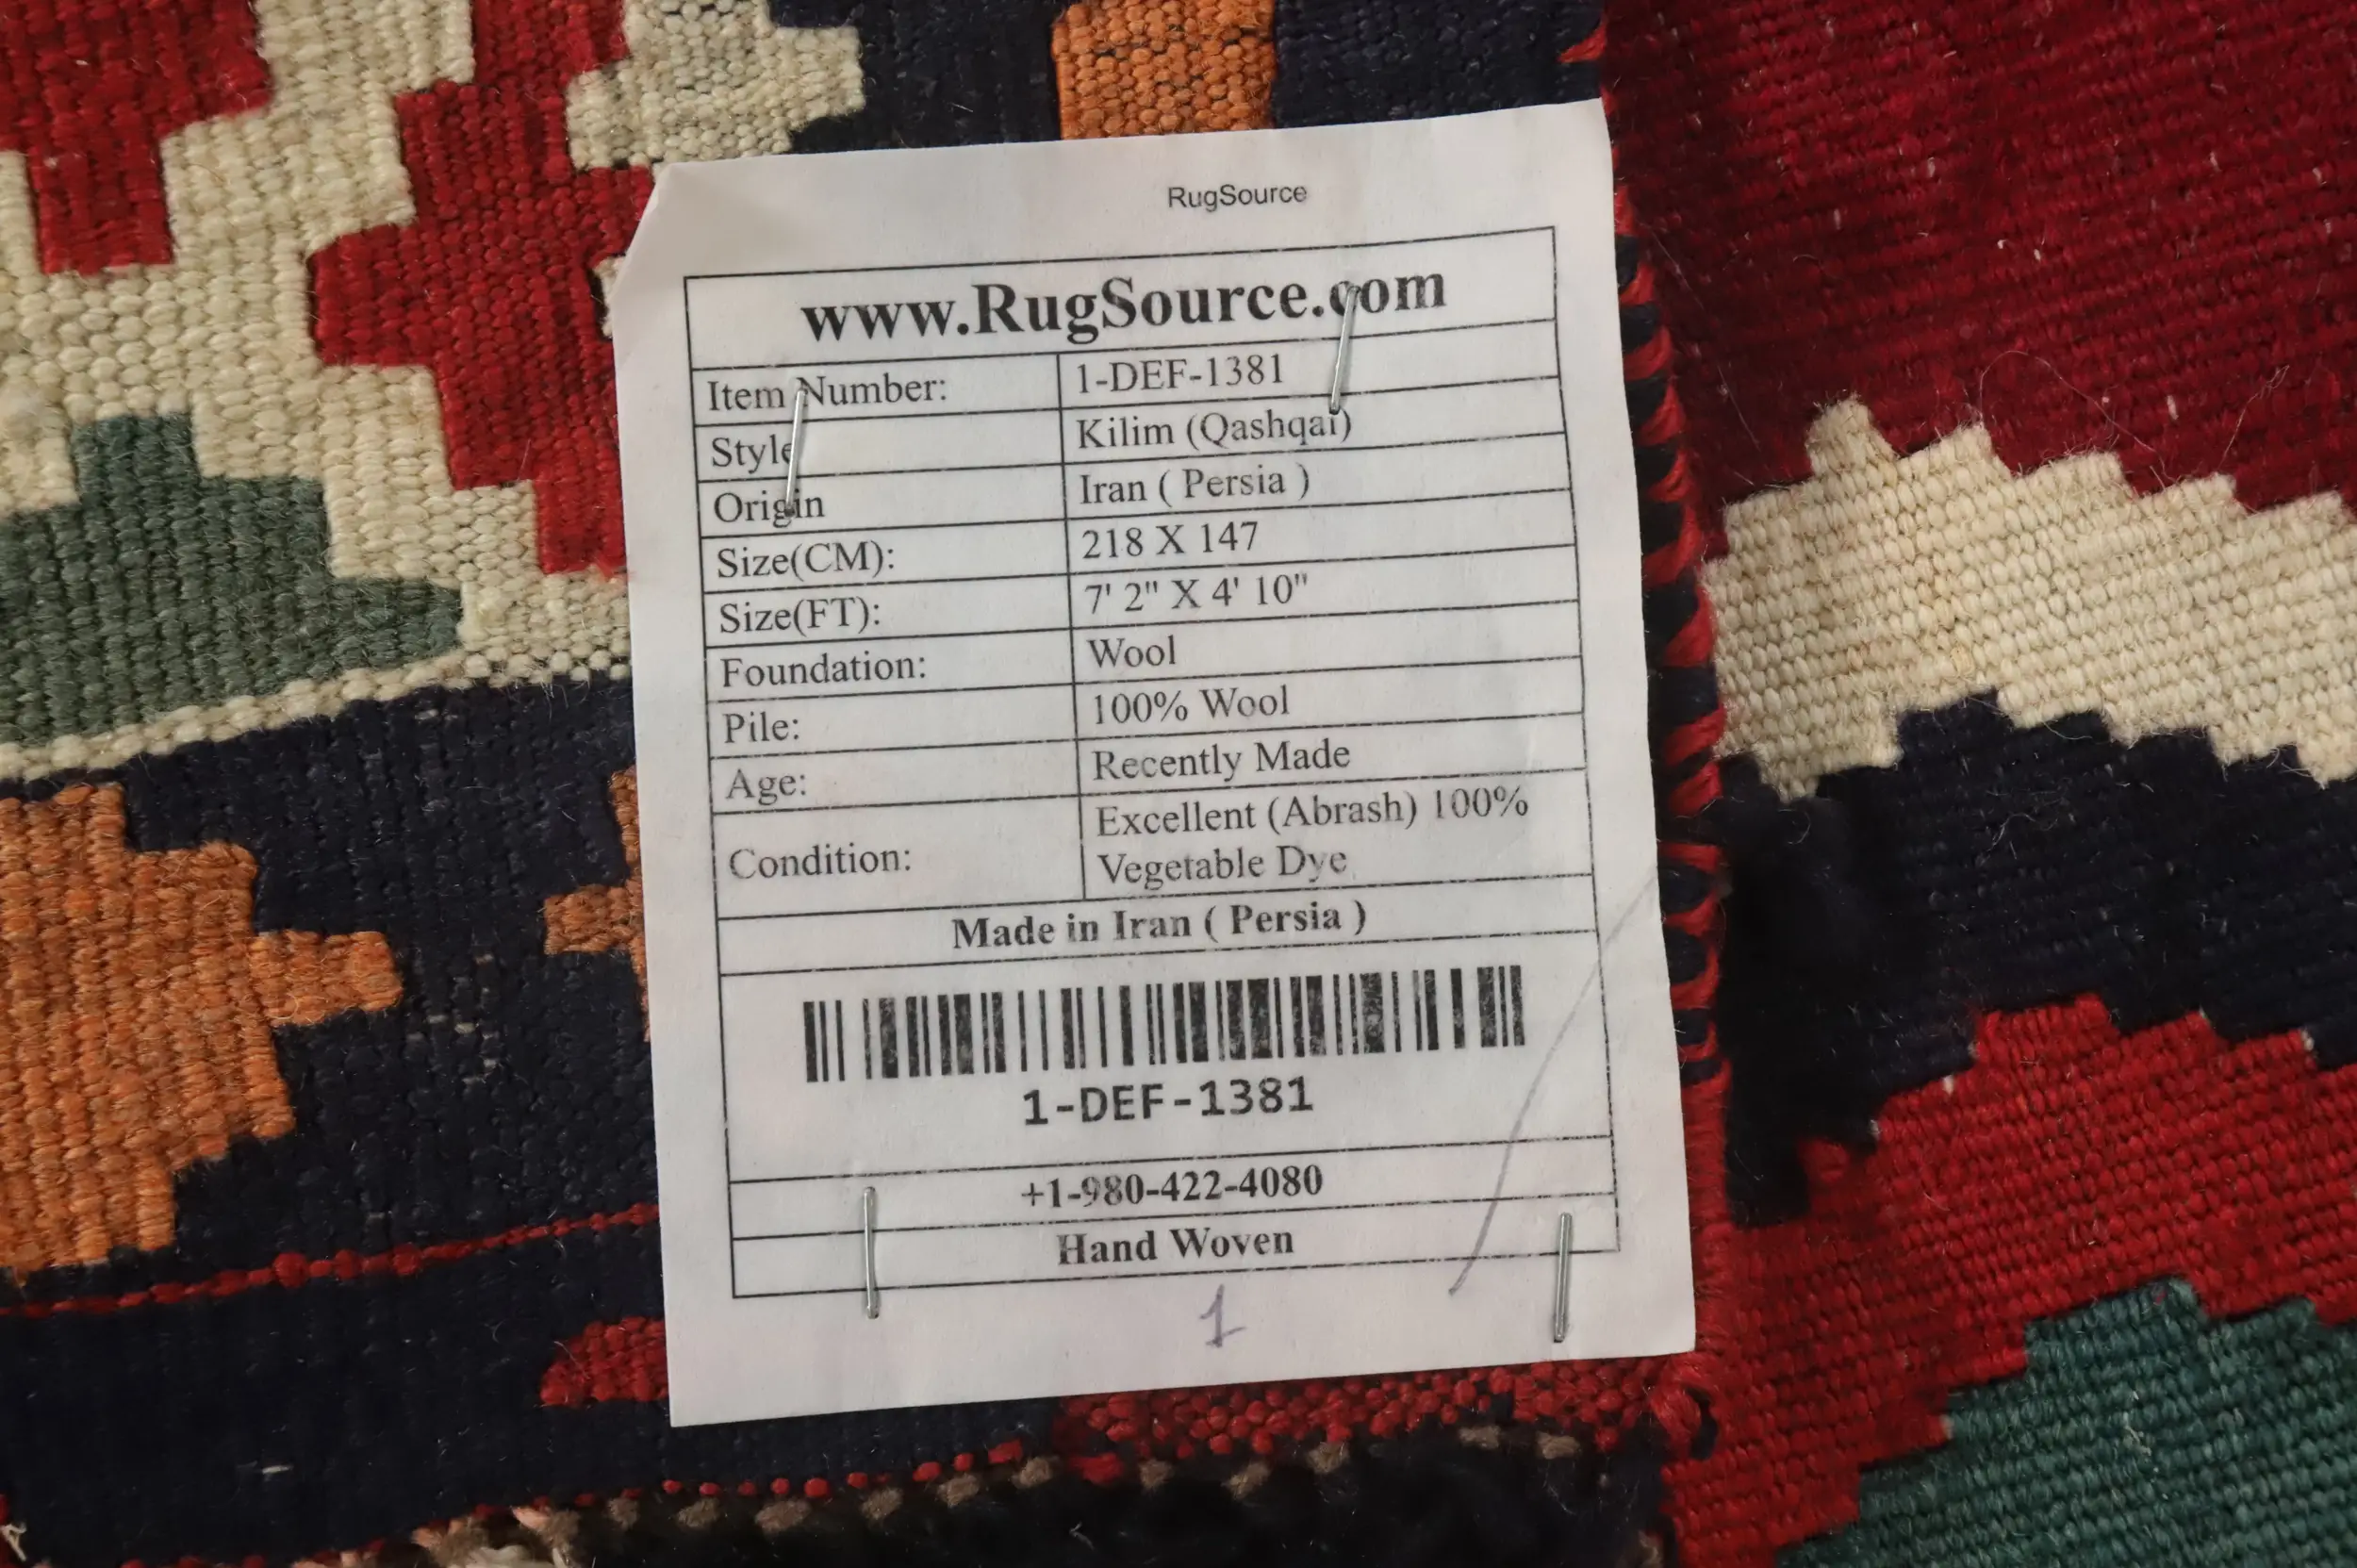 RugSource
www.RugSource.com
Item Number: 1-DEF-1381
Style Kilim (Qashqai)
Origin Iran ( Persia )
Size(CM): 218 X 147
Size(FT): 7' 2" X 4' 10"
Foundation: Wool
Pile: 100% Wool
Age: Recently Made
Condition: Excellent (Abrash) 100%
Vegetable Dye
Made in Iran ( Persia )
1-DEF-1381
+1-980-422-4080
Hand Woven
1